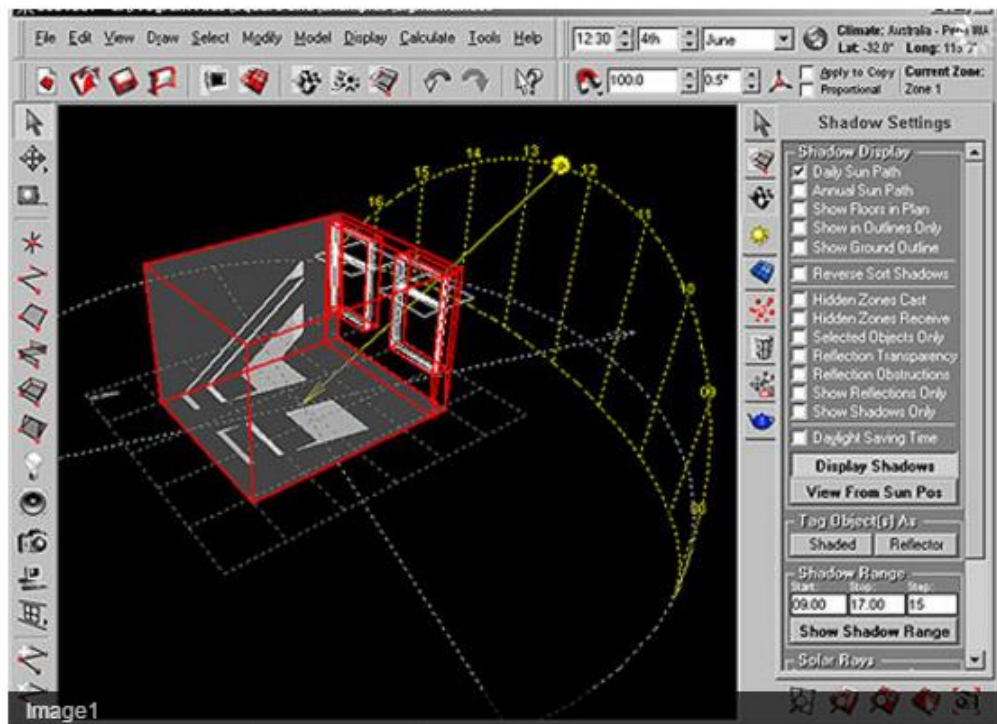 File Edit View Draw Select Modify Model Display Calculate Tools Help
12:30 4th June
Climate: Australia -
Lat: -32.0° Long:
100.0 0.5°
Apply to Copy
Proportional
Current Zone:
Zone 1
16 15 14 13 12 11 10 09
Shadow Settings
Shadow Display
Daily Sun Path
Annual Sun Path
Show Floors in Plan
Show in Outlines Only
Show Ground Outline
Reverse Sort Shadows
Hidden Zones Cast
Hidden Zones Receive
Selected Objects Only
Reflection Transparency
Reflection Obstructions
Show Reflections Only
Show Shadows Only
Daylight Saving Time
Display Shadows
View From Sun Pos
Tag Object(s) As
Shaded Reflector
Shadow Range
Start: Stop: Step:
09.00 17.00 15
Show Shadow Range
Solar Rays
Image1